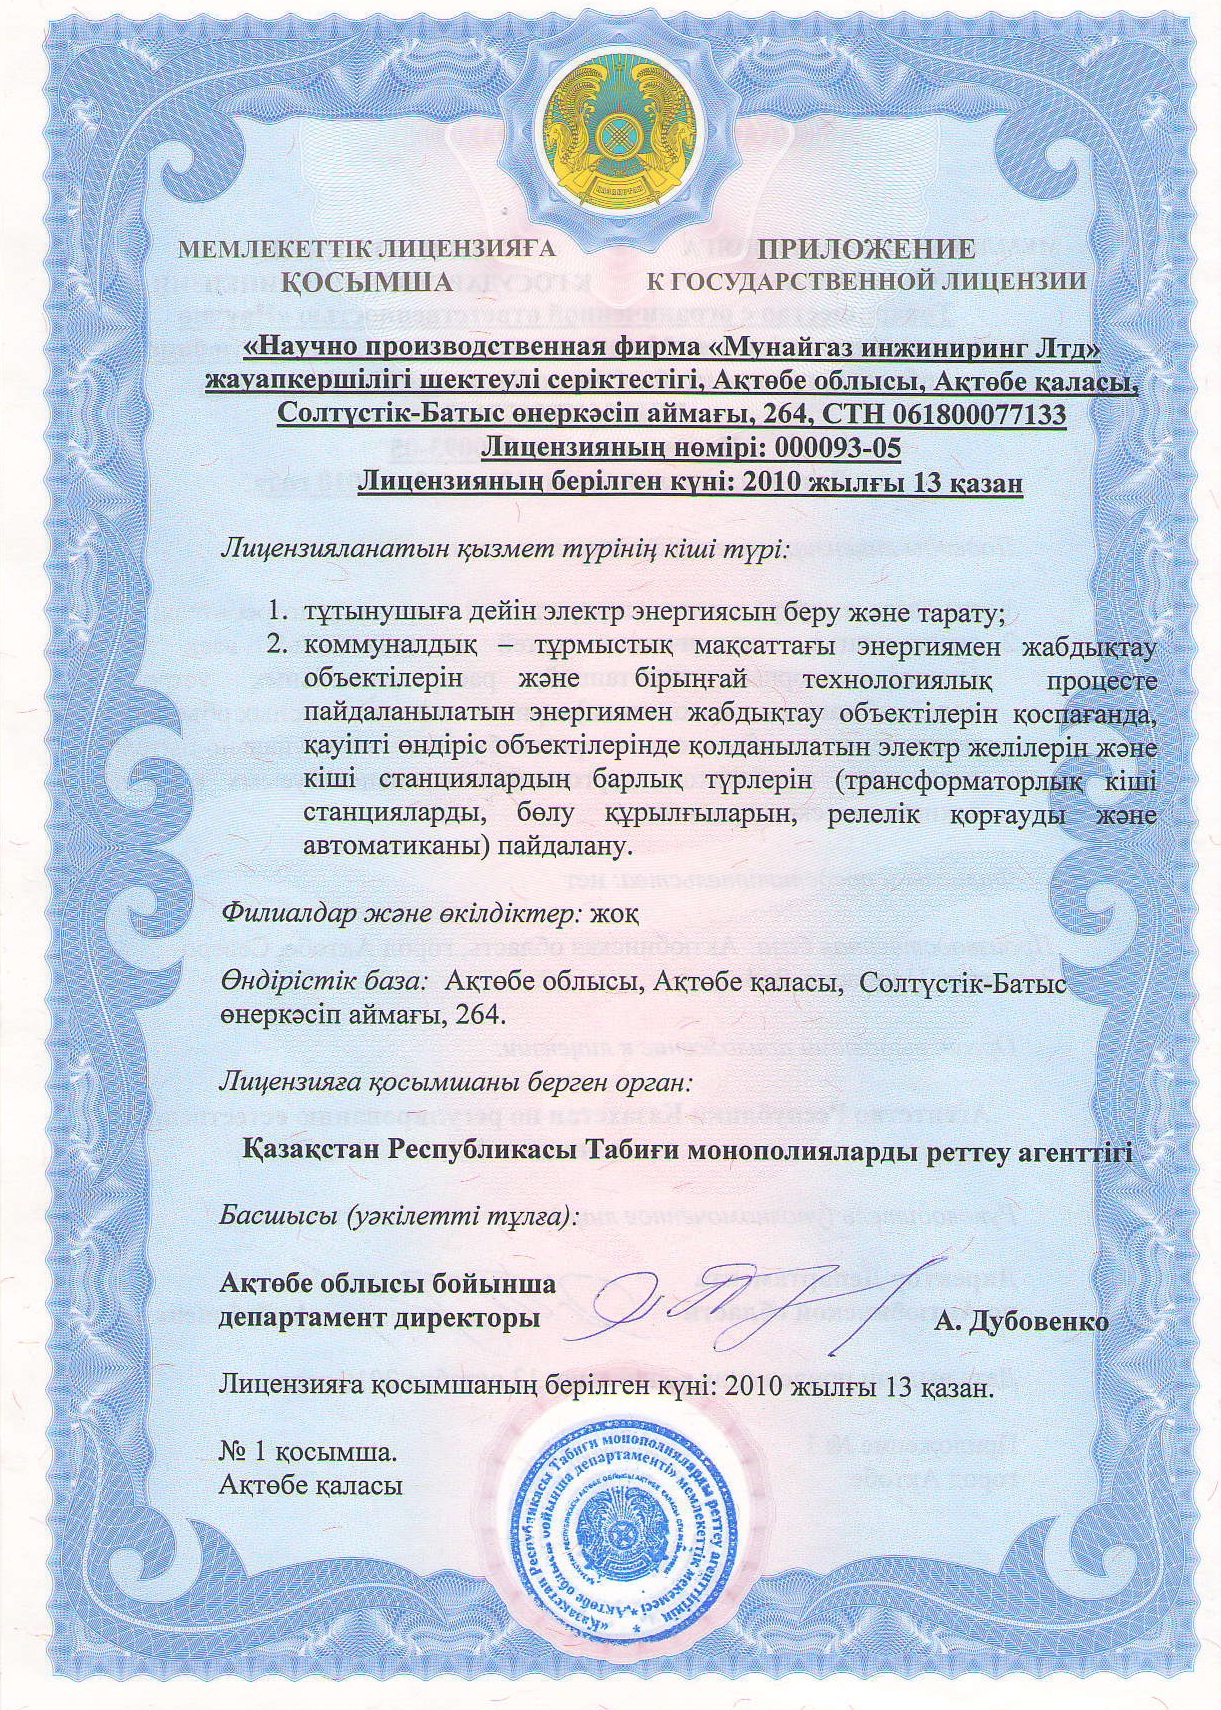 ҚАЗАҚСТАН
МЕМЛЕКЕТТІК ЛИЦЕНЗИЯҒА
ҚОСЫМША
ПРИЛОЖЕНИЕ
К ГОСУДАРСТВЕННОЙ ЛИЦЕНЗИИ
«Научно производственная фирма «Мунайгаз инжиниринг Лтд»
жауапкершілігі шектеулі серіктестігі, Ақтөбе облысы, Ақтөбе қаласы,
Солтүстік-Батыс өнеркәсіп аймағы, 264, СТН 061800077133
Лицензияның нөмірі: 000093-05
Лицензияның берілген күні: 2010 жылғы 13 қазан
Лицензияланатын қызмет түрінің кіші түрі:
1. тұтынушыға дейін электр энергиясын беру және тарату;
2. коммуналдық – тұрмыстық мақсаттағы энергиямен жабдықтау
объектілерін және бірыңғай технологиялық процесте
пайдаланылатын энергиямен жабдықтау объектілерін қоспағанда,
қауіпті өндіріс объектілерінде қолданылатын электр желілерін және
кіші станциялардың барлық түрлерін (трансформаторлық кіші
станцияларды, бөлу құрылғыларын, релелік қорғауды және
автоматиканы) пайдалану.
Филиалдар және өкілдіктер: жоқ
Өндірістік база: Ақтөбе облысы, Ақтөбе қаласы, Солтүстік-Батыс
өнеркәсіп аймағы, 264.
Лицензияға қосымшаны берген орган:
Қазақстан Республикасы Табиғи монополияларды реттеу агенттігі
Басшысы (уәкілетті тұлға):
Ақтөбе облысы бойынша
департамент директоры
А. Дубовенко
Лицензияға қосымшаның берілген күні: 2010 жылғы 13 қазан.
№ 1 қосымша.
Ақтөбе қаласы
«Қазақстан Республикасы Табиғи монополияларды реттеу агенттігінің
Ақтөбе облысы бойынша департаменті» мемлекеттік мекемесі